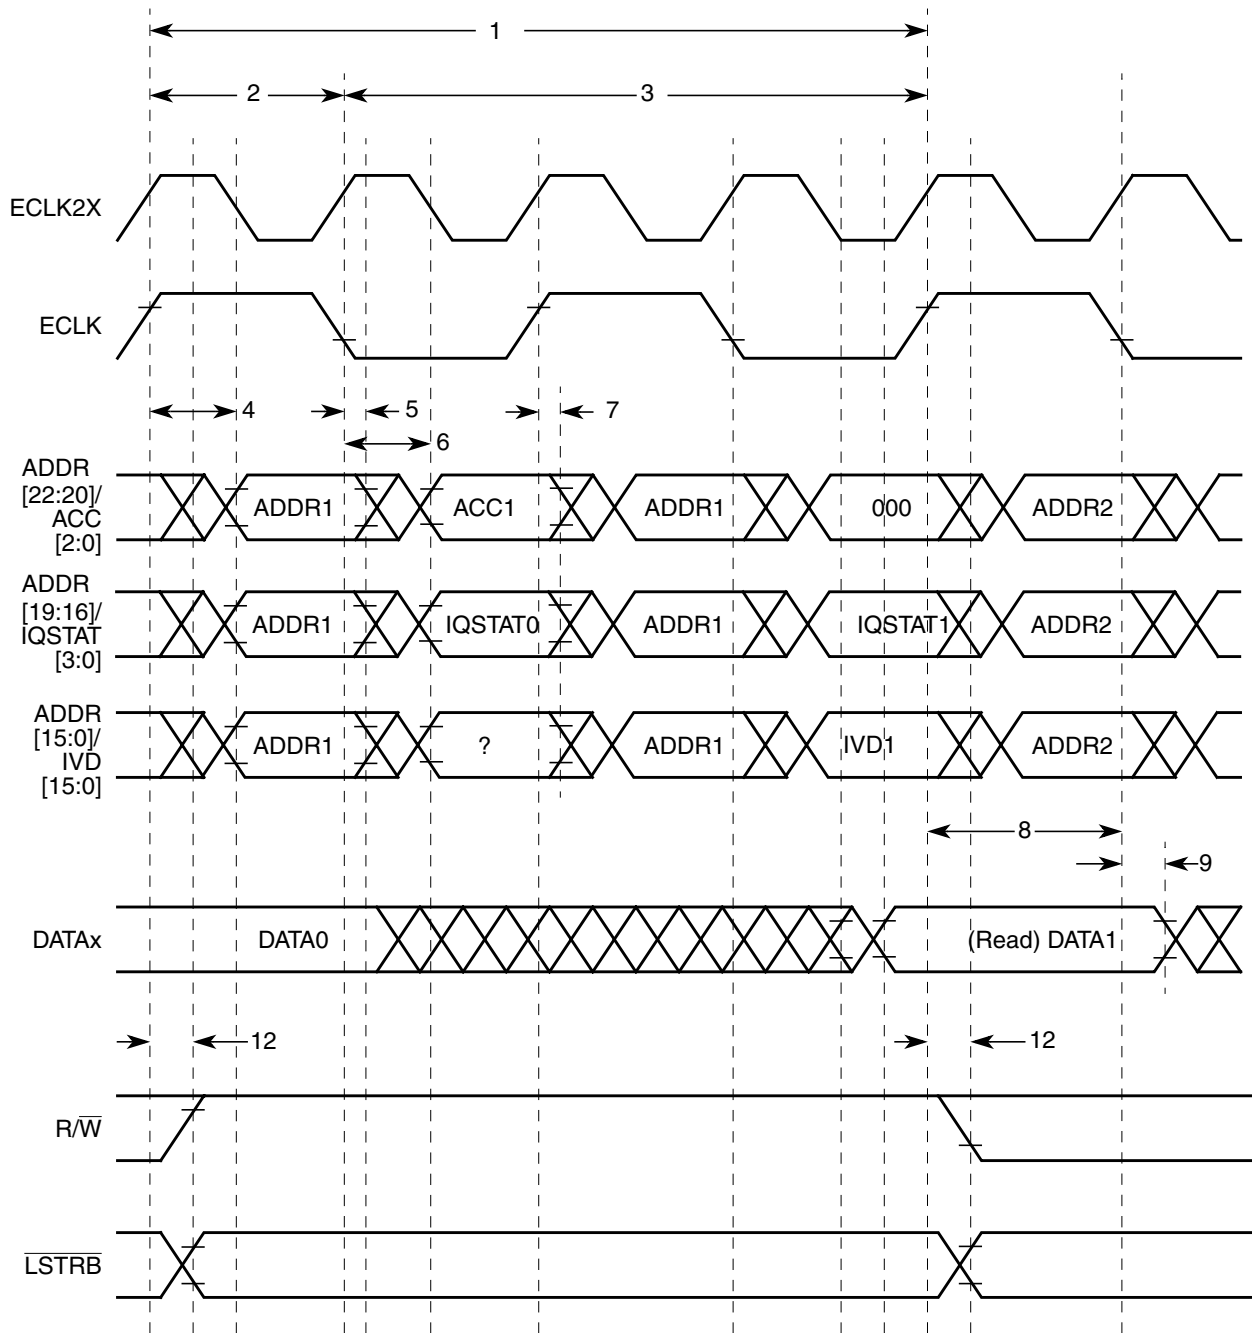 1
2 3
ECLK2X
ECLK
4 5 7
6
ADDR
[22:20]/
ACC
[2:0]
ADDR1 ACC1 ADDR1 000 ADDR2
ADDR
[19:16]/
IQSTAT
[3:0]
ADDR1 IQSTAT0 ADDR1 IQSTAT1 ADDR2
ADDR
[15:0]/
IVD
[15:0]
ADDR1 ? ADDR1 IVD1 ADDR2
8
9
DATAx DATA0 (Read) DATA1
12 12
R/W
LSTRB